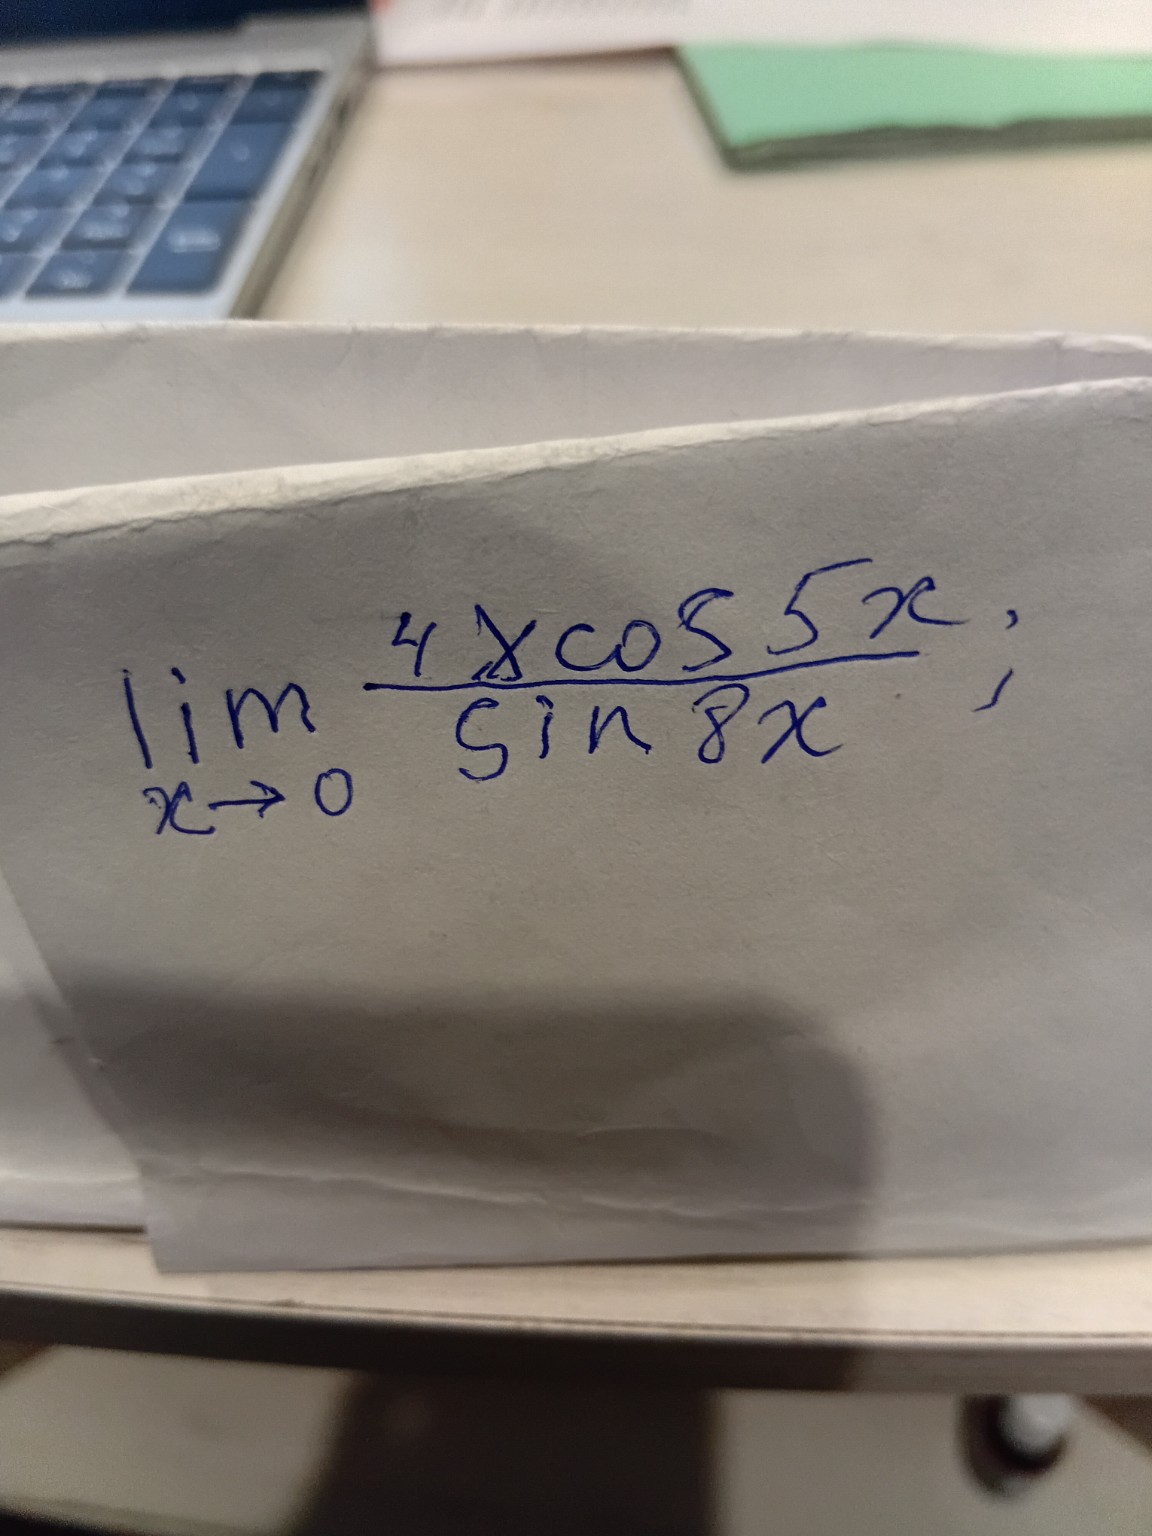 lim 4xcos5x / sin8x ;
x→0